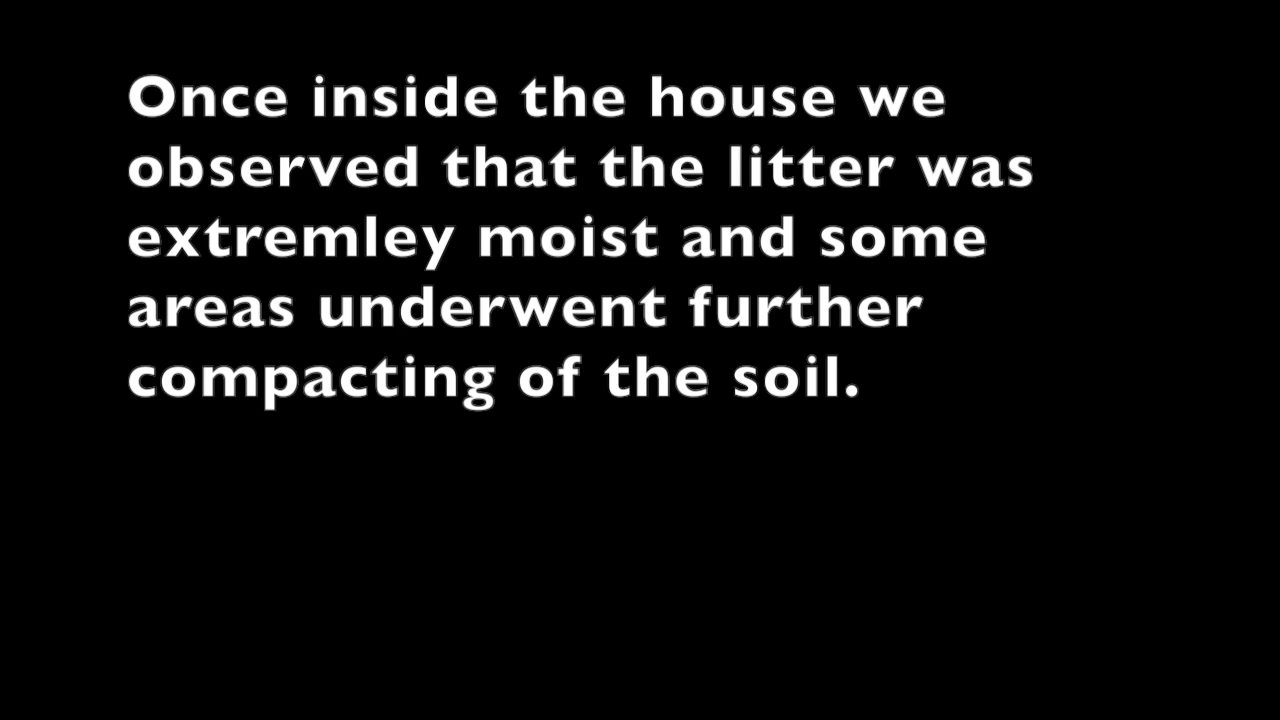 Once inside the house we
observed that the litter was
extremley moist and some
areas underwent further
compacting of the soil.